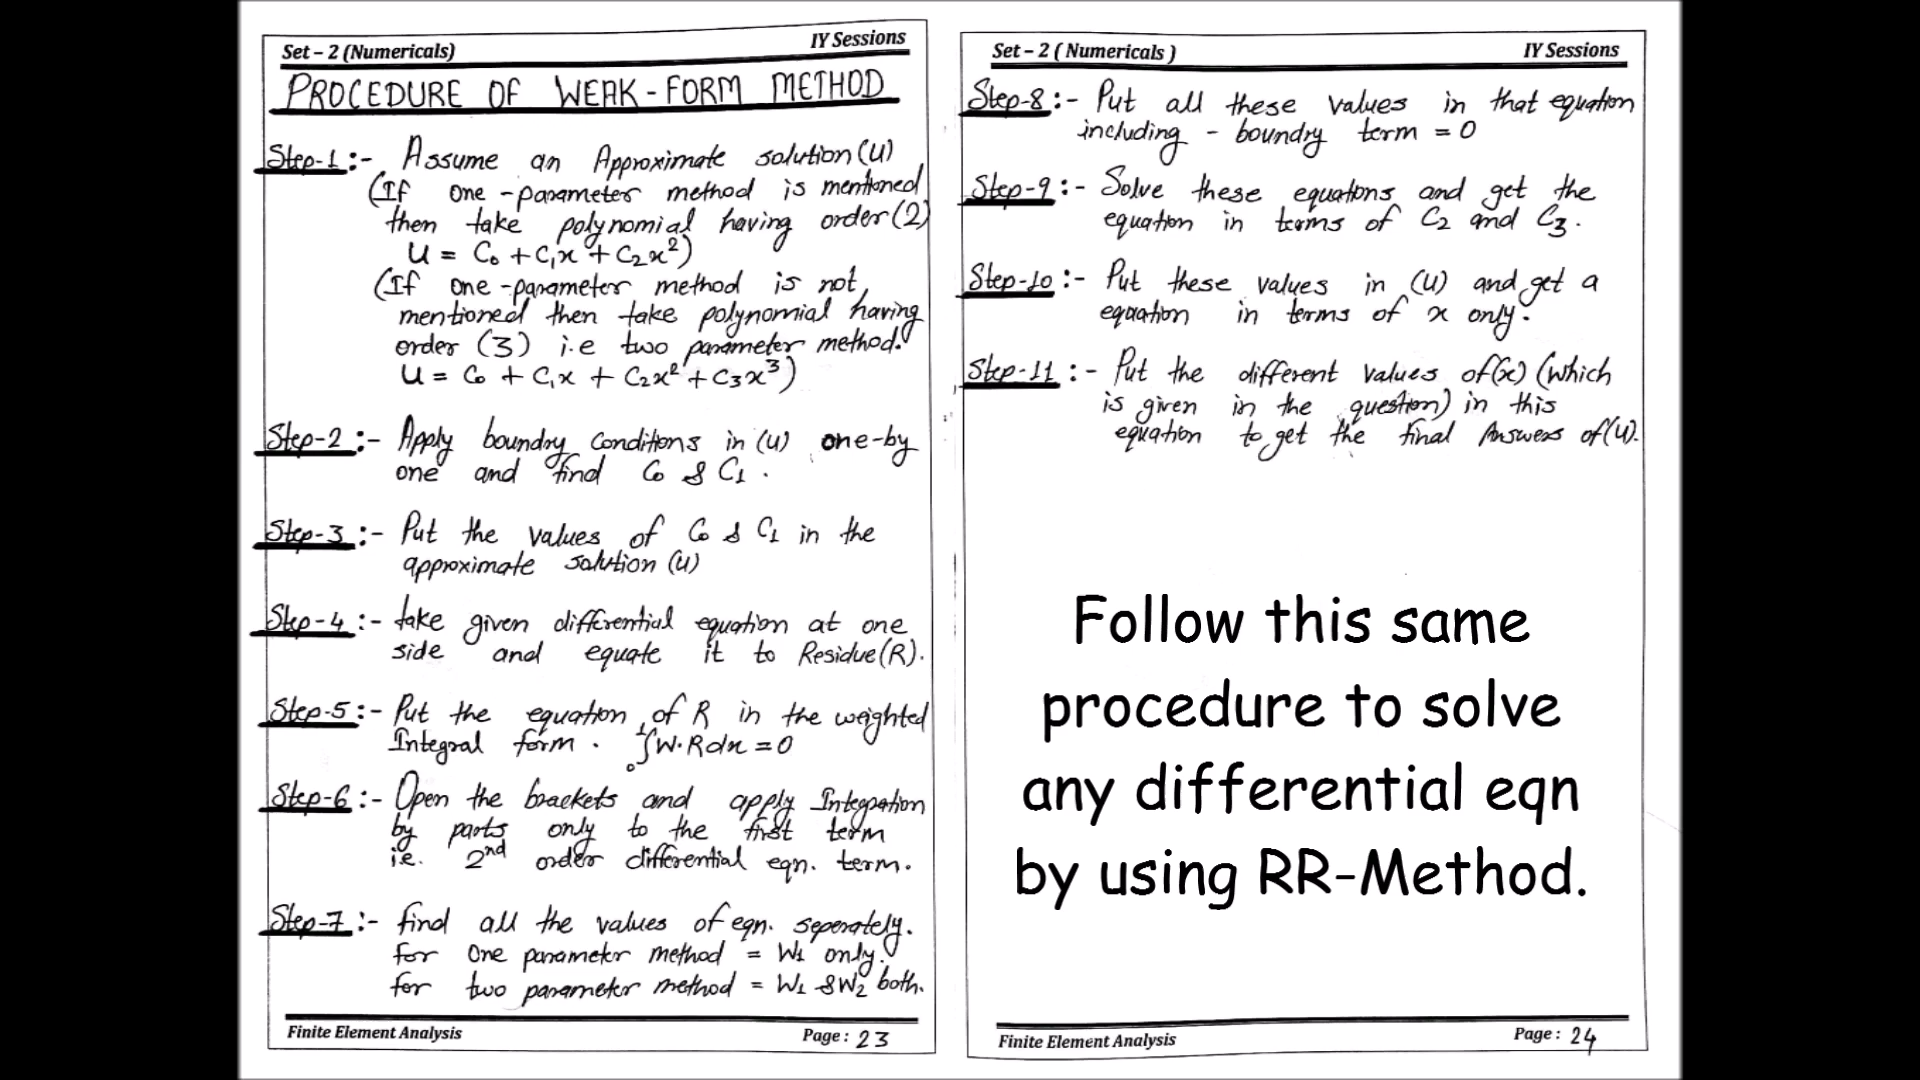 Set – 2 (Numericals) IY Sessions
PROCEDURE OF WEAK-FORM METHOD
Step-1 :- Assume an Approximate solution (U)
(If one-parameter method is mentioned
then take polynomial having order (2)
U = C₀ + C₁x + C₂x²)
(If one-parameter method is not
mentioned then take polynomial having
order (3) i.e two parameter method.
U = C₀ + C₁x + C₂x² + C₃x³)
Step-2 :- Apply boundry conditions in (U) one-by
one and find C₀ & C₁ .
Step-3 :- Put the values of C₀ & C₁ in the
approximate solution (U)
Step-4 :- take given differential equation at one
side and equate it to Residue (R).
Step-5 :- Put the equation of R in the weighted
Integral form . ₀∫¹ W·R dx = 0
Step-6 :- Open the brackets and apply Integration
by parts only to the first term
i.e. 2nd order differential eqn. term.
Step-7 :- find all the values of eqn. seperately.
for one parameter method = W₁ only.
for two parameter method = W₁ & W₂ both.
Finite Element Analysis Page : 23
Set – 2 ( Numericals ) IY Sessions
Step-8 :- Put all these values in that equation
including - boundry term = 0
Step-9 :- Solve these equations and get the
equation in terms of C₂ and C₃ .
Step-10 :- Put these values in (U) and get a
equation in terms of x only.
Step-11 :- Put the different values of (x) (which
is given in the question) in this
equation to get the final Answers of (U).
Follow this same
procedure to solve
any differential eqn
by using RR-Method.
Finite Element Analysis Page : 24